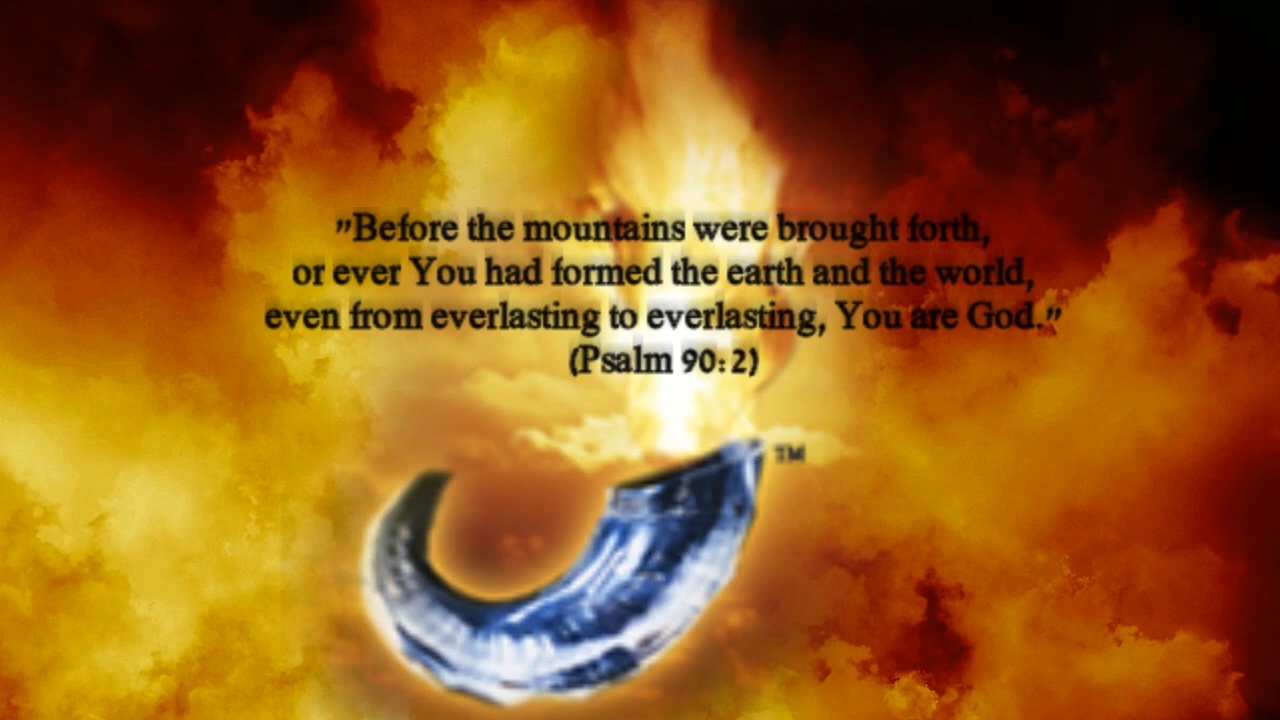 "Before the mountains were brought forth,
or ever You had formed the earth and the world,
even from everlasting to everlasting, You are God."
(Psalm 90:2)
TM